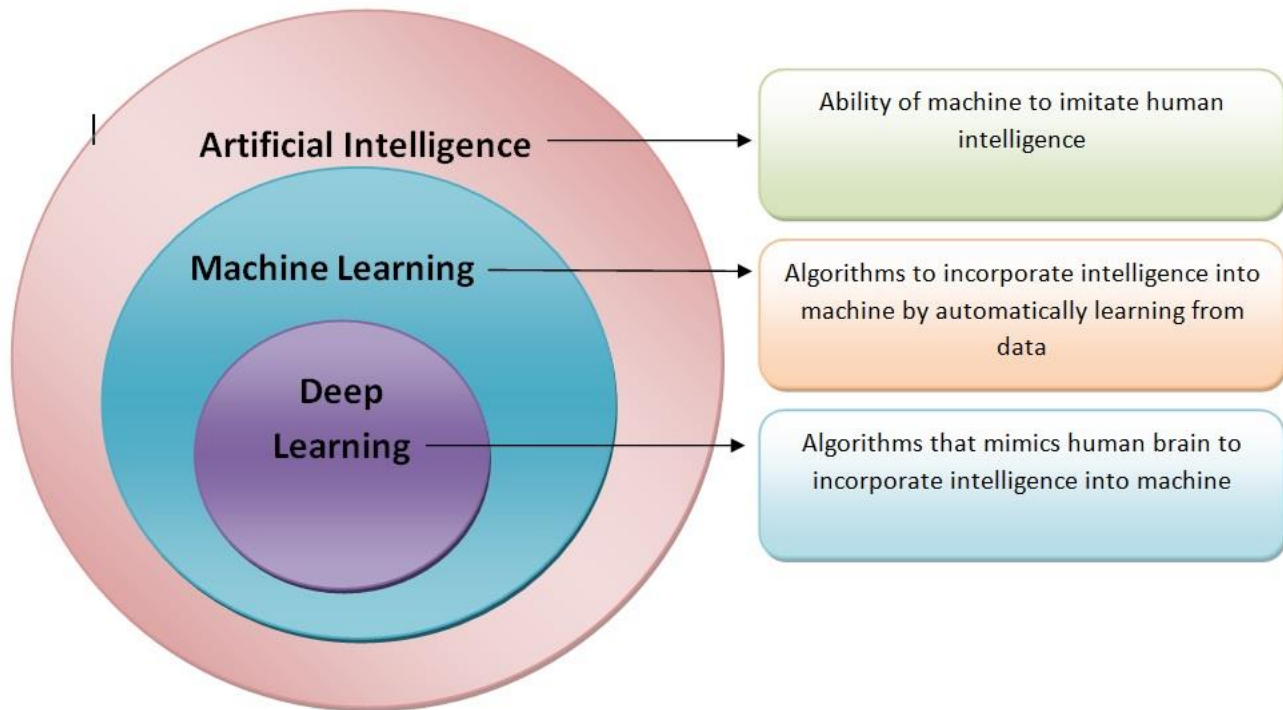 Artificial Intelligence
Ability of machine to imitate human
intelligence
Machine Learning
Algorithms to incorporate intelligence into
machine by automatically learning from
data
Deep
Learning
Algorithms that mimics human brain to
incorporate intelligence into machine